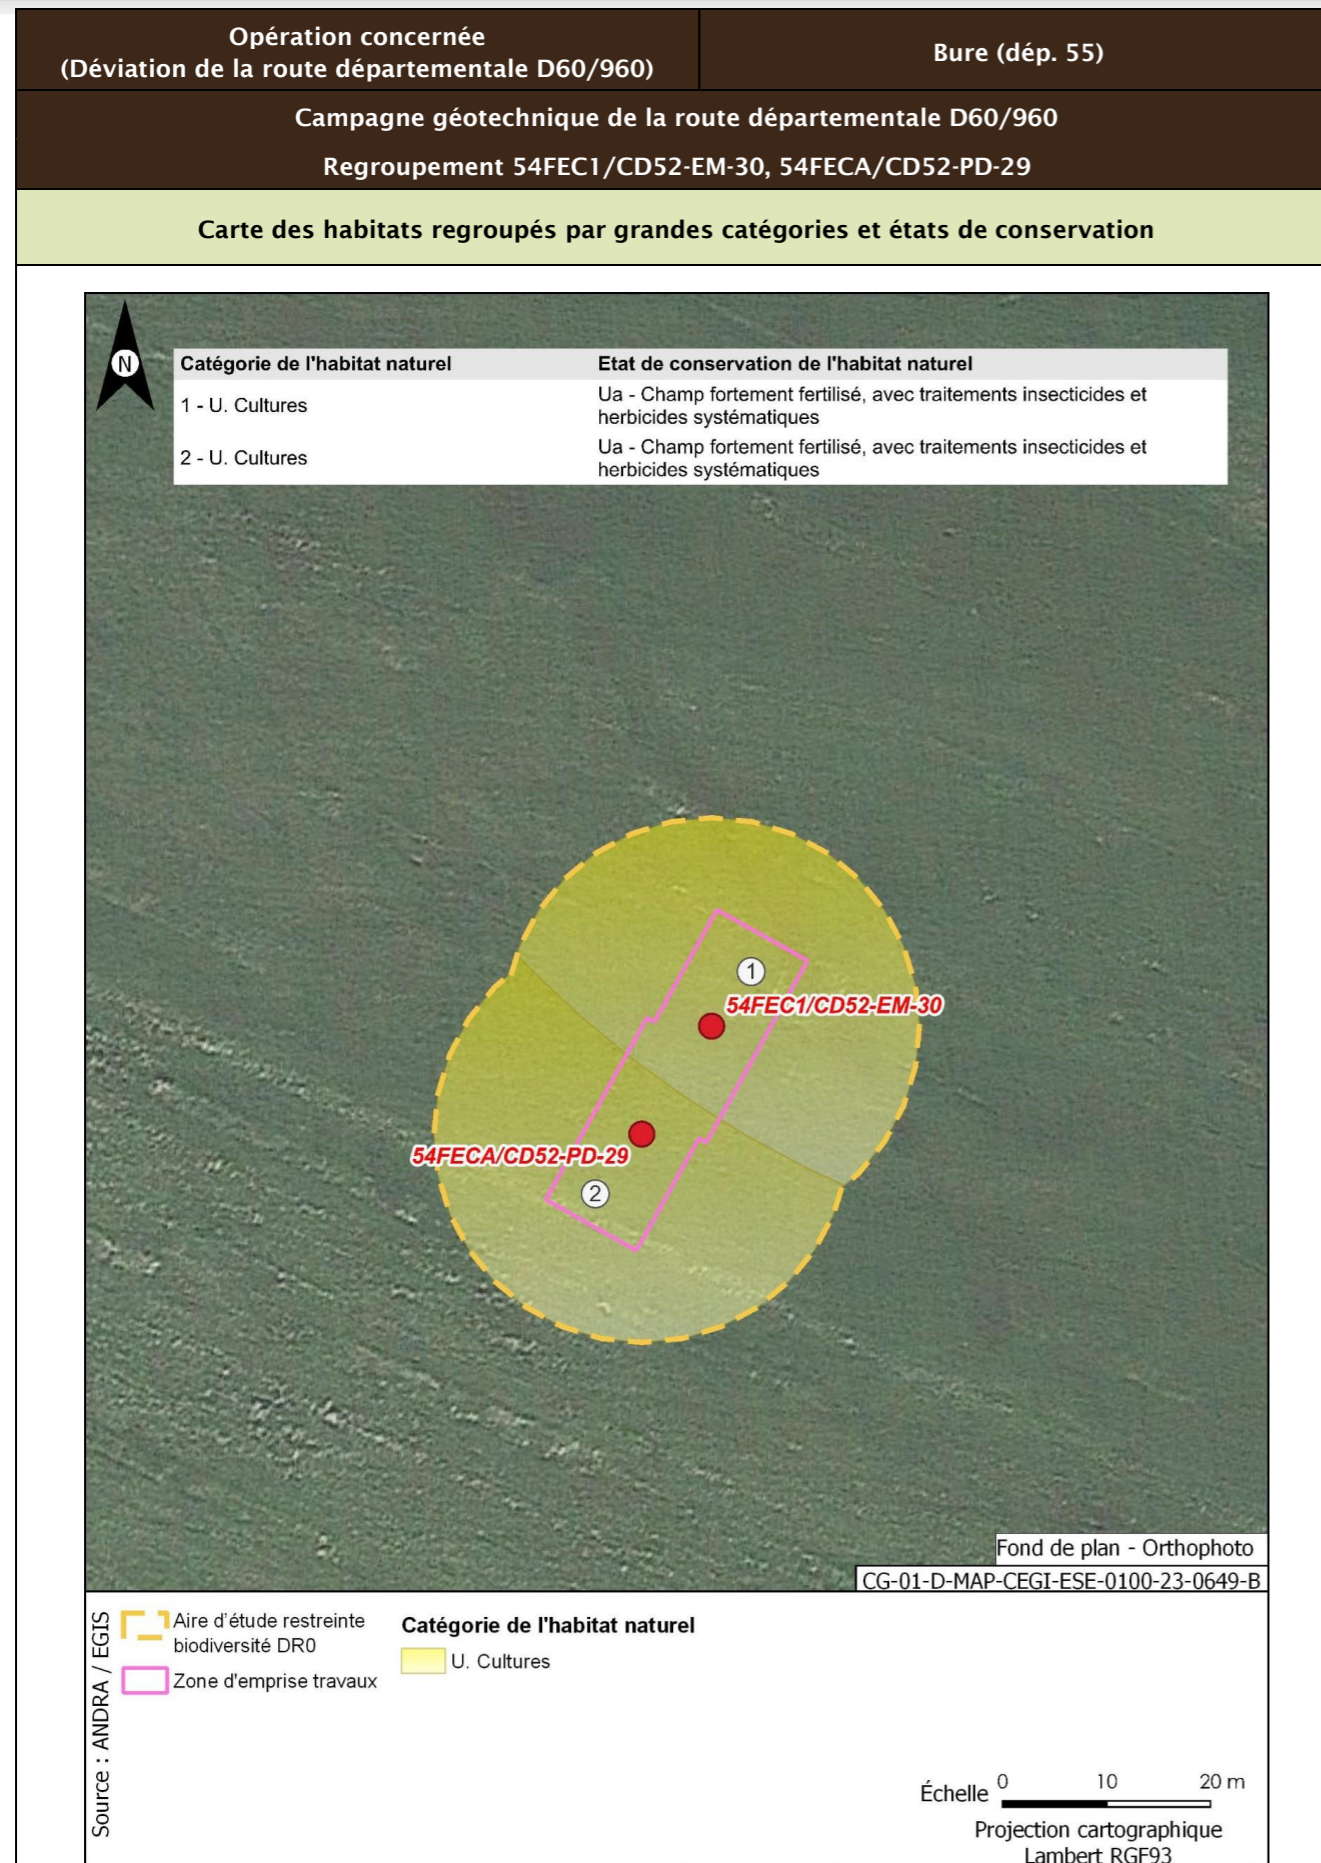 Opération concernée
(Déviation de la route départementale D60/960)
Bure (dép. 55)
Campagne géotechnique de la route départementale D60/960
Regroupement 54FEC1/CD52-EM-30, 54FECA/CD52-PD-29
Carte des habitats regroupés par grandes catégories et états de conservation
N
Catégorie de l'habitat naturel
Etat de conservation de l'habitat naturel
1 - U. Cultures
Ua - Champ fortement fertilisé, avec traitements insecticides et
herbicides systématiques
2 - U. Cultures
Ua - Champ fortement fertilisé, avec traitements insecticides et
herbicides systématiques
1
54FEC1/CD52-EM-30
54FECA/CD52-PD-29
2
Fond de plan - Orthophoto
CG-01-D-MAP-CEGI-ESE-0100-23-0649-B
Source : ANDRA / EGIS
Aire d'étude restreinte
biodiversité DR0
Zone d'emprise travaux
Catégorie de l'habitat naturel
U. Cultures
Échelle 0 10 20 m
Projection cartographique
Lambert RGF93